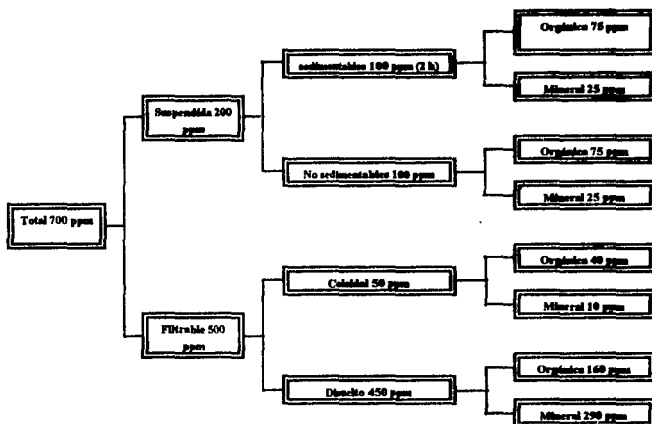 Total 700 ppm
Suspendida 200
ppm
sedimentables 100 ppm (2 h)
Orgánica 75 ppm
Mineral 25 ppm
No sedimentables 100 ppm
Orgánica 75 ppm
Mineral 25 ppm
Filtrable 500
ppm
Coloidal 50 ppm
Orgánica 40 ppm
Mineral 10 ppm
Disuelto 450 ppm
Orgánica 160 ppm
Mineral 290 ppm